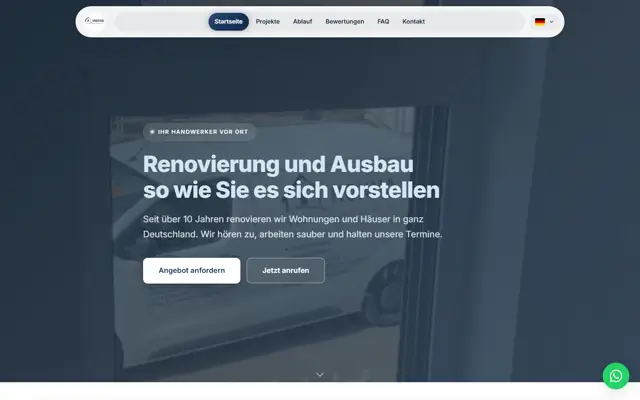 Startseite
Projekte
Ablauf
Bewertungen
FAQ
Kontakt
IHR HANDWERKER VOR ORT
Renovierung und Ausbau
so wie Sie es sich vorstellen
Seit über 10 Jahren renovieren wir Wohnungen und Häuser in ganz
Deutschland. Wir hören zu, arbeiten sauber und halten unsere Termine.
Angebot anfordern
Jetzt anrufen